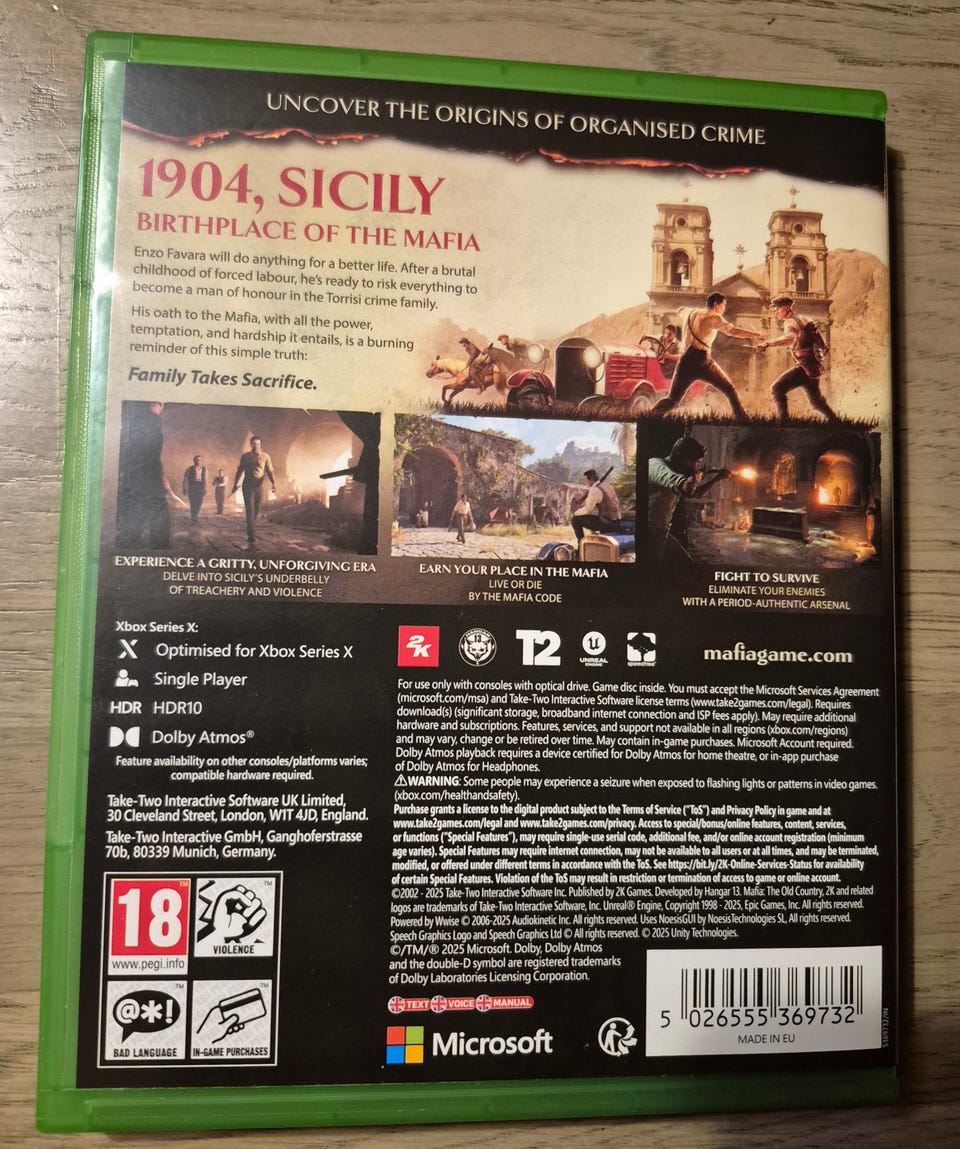 UNCOVER THE ORIGINS OF ORGANISED CRIME
1904, SICILY
BIRTHPLACE OF THE MAFIA
Enzo Favara will do anything for a better life. After a brutal
childhood of forced labour, he's ready to risk everything to
become a man of honour in the Torrisi crime family.
His oath to the Mafia, with all the power,
temptation, and hardship it entails, is a burning
reminder of this simple truth:
Family Takes Sacrifice.
EXPERIENCE A GRITTY, UNFORGIVING ERA
DELVE INTO SICILY'S UNDERBELLY
OF TREACHERY AND VIOLENCE
EARN YOUR PLACE IN THE MAFIA
LIVE OR DIE
BY THE MAFIA CODE
FIGHT TO SURVIVE
ELIMINATE YOUR ENEMIES
WITH A PERIOD-AUTHENTIC ARSENAL
Xbox Series X:
X Optimised for Xbox Series X
Single Player
HDR HDR10
Dolby Atmos®
Feature availability on other consoles/platforms varies;
compatible hardware required.
Take-Two Interactive Software UK Limited,
30 Cleveland Street, London, W1T 4JD, England.
Take-Two Interactive GmbH, Ganghoferstrasse
70b, 80339 Munich, Germany.
18™
www.pegi.info
VIOLENCE
™
@*!
BAD LANGUAGE
™
IN-GAME PURCHASES
™
2K
13
T2
UNREAL ENGINE
speedtree
mafiagame.com
For use only with consoles with optical drive. Game disc inside. You must accept the Microsoft Services Agreement
(microsoft.com/msa) and Take-Two Interactive Software license terms (www.take2games.com/legal). Requires
download(s) (significant storage, broadband internet connection and ISP fees apply). May require additional
hardware and subscriptions. Features, services, and support not available in all regions (xbox.com/regions)
and may vary, change or be retired over time. May contain in-game purchases. Microsoft Account required.
Dolby Atmos playback requires a device certified for Dolby Atmos for home theatre, or in-app purchase
of Dolby Atmos for Headphones.
⚠WARNING: Some people may experience a seizure when exposed to flashing lights or patterns in video games.
(xbox.com/healthandsafety).
Purchase grants a license to the digital product subject to the Terms of Service ("ToS") and Privacy Policy in game and at
www.take2games.com/legal and www.take2games.com/privacy. Access to special/bonus/online features, content, services,
or functions ("Special Features"), may require single-use serial code, additional fee, and/or online account registration (minimum
age varies). Special Features may require internet connection, may not be available to all users or at all times, and may be terminated,
modified, or offered under different terms in accordance with the ToS. See https://bit.ly/2K-Online-Services-Status for availability
of certain Special Features. Violation of the ToS may result in restriction or termination of access to game or online account.
©2002 - 2025 Take-Two Interactive Software Inc. Published by 2K Games. Developed by Hangar 13. Mafia: The Old Country, 2K and related
logos are trademarks of Take-Two Interactive Software, Inc. Unreal® Engine, Copyright 1998 - 2025, Epic Games, Inc. All rights reserved.
Powered by Wwise © 2006-2025 Audiokinetic Inc. All rights reserved. Uses NoesisGUI by NoesisTechnologies SL, All rights reserved.
Speech Graphics Logo and Speech Graphics Ltd © All rights reserved. © 2025 Unity Technologies.
©/TM/® 2025 Microsoft. Dolby, Dolby Atmos
and the double-D symbol are registered trademarks
of Dolby Laboratories Licensing Corporation.
TEXT VOICE MANUAL
Microsoft
5 026555 369732
MADE IN EU
5369732/IN